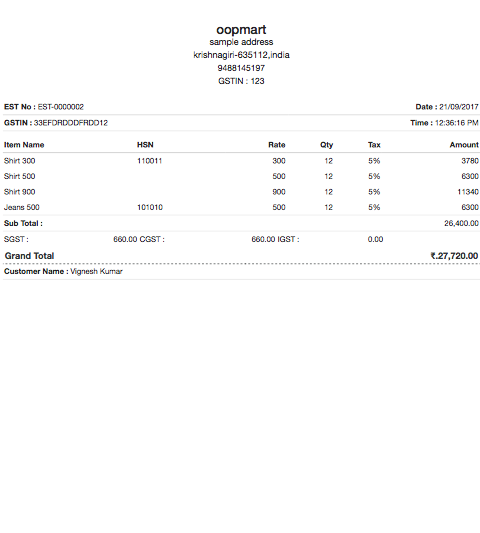 oopmart
sample address
krishnagiri-635112,india
9488145197
GSTIN : 123
EST No : EST-0000002 Date : 21/09/2017
GSTIN : 33EFDRDDDFRDD12 Time : 12:36:16 PM
Item Name HSN Rate Qty Tax Amount
Shirt 300 110011 300 12 5% 3780
Shirt 500 500 12 5% 6300
Shirt 900 900 12 5% 11340
Jeans 500 101010 500 12 5% 6300
Sub Total : 26,400.00
SGST : 660.00 CGST : 660.00 IGST : 0.00
Grand Total ₹.27,720.00
Customer Name : Vignesh Kumar